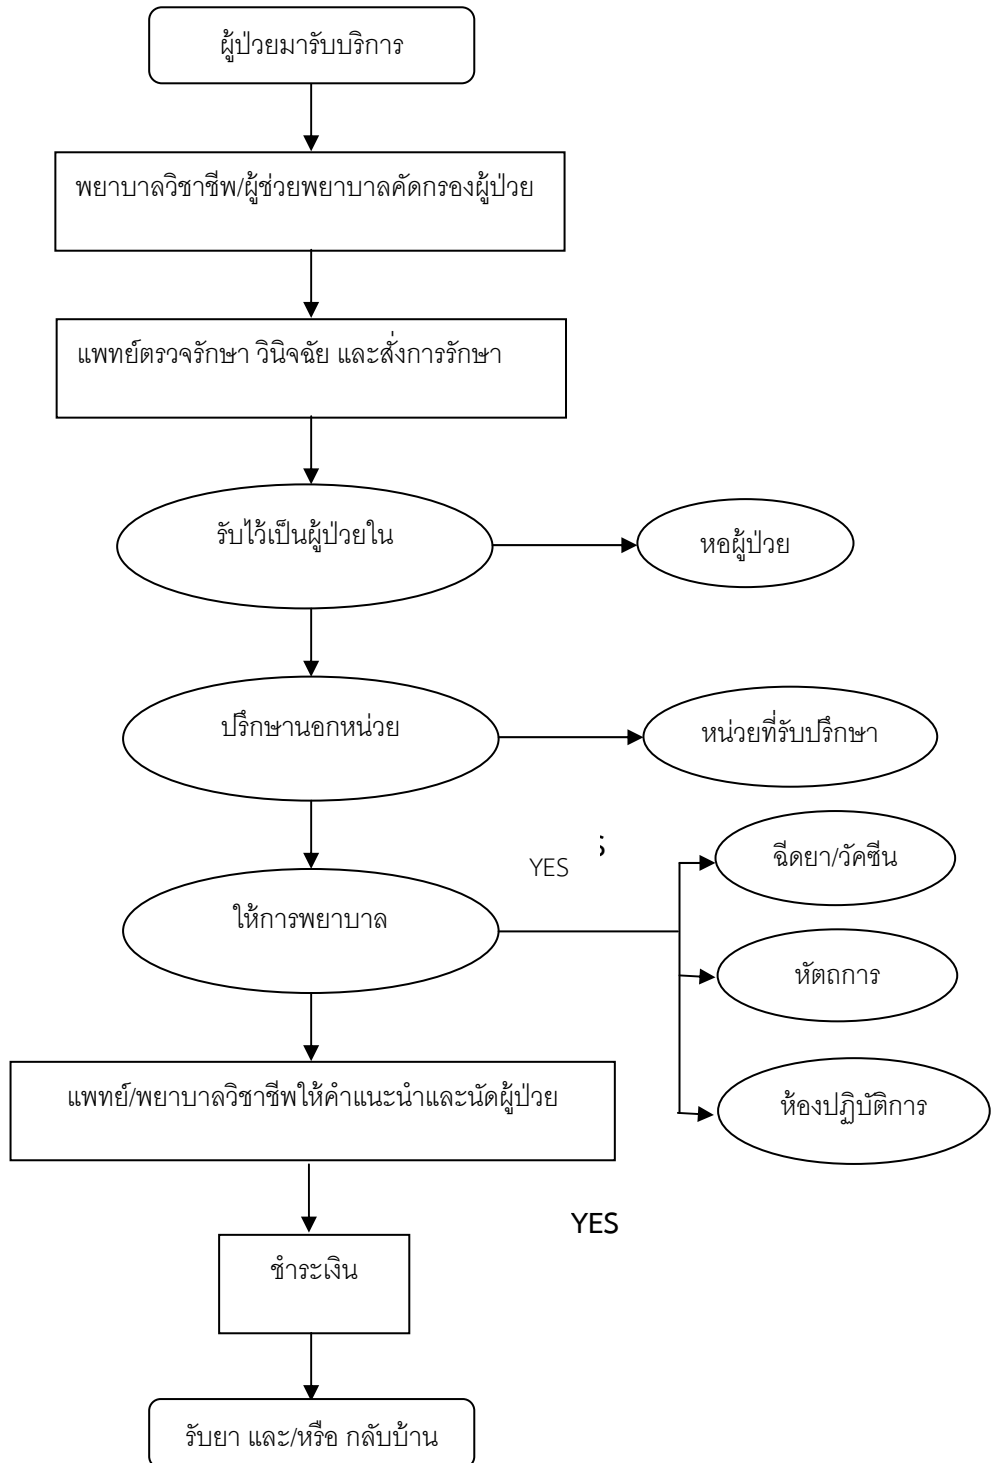 ผู้ป่วยมารับบริการ
พยาบาลวิชาชีพ/ผู้ช่วยพยาบาลคัดกรองผู้ป่วย
แพทย์ตรวจรักษา วินิจฉัย และสั่งการรักษา
รับไว้เป็นผู้ป่วยใน
หอผู้ป่วย
ปรึกษานอกหน่วย
หน่วยที่รับปรึกษา
YES
ฉีดยา/วัคซีน
ให้การพยาบาล
หัตถการ
แพทย์/พยาบาลวิชาชีพให้คำแนะนำและนัดผู้ป่วย
ห้องปฏิบัติการ
YES
ชำระเงิน
รับยา และ/หรือ กลับบ้าน